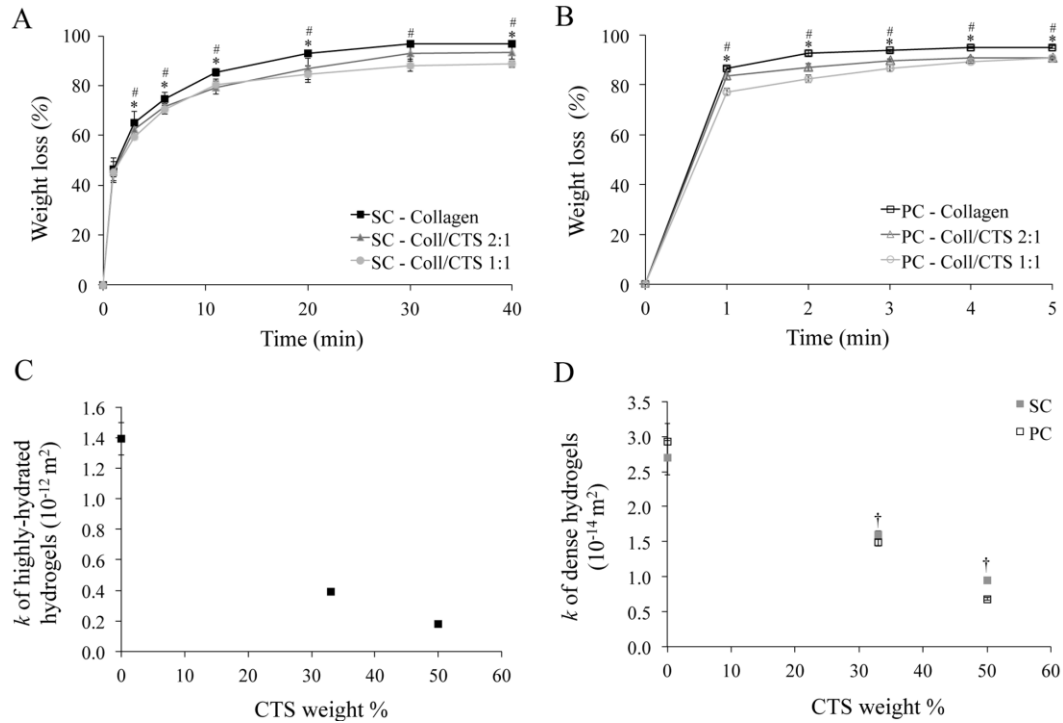 A
Weight loss (%)
100
80
60
40
20
0
# * # * # * # * # # *
SC - Collagen
SC - Coll/CTS 2:1
SC - Coll/CTS 1:1
0 10 20 30 40
Time (min)
B
Weight loss (%)
100
80
60
40
20
0
# * # * # * # * # *
PC - Collagen
PC - Coll/CTS 2:1
PC - Coll/CTS 1:1
0 1 2 3 4 5
Time (min)
C
k of highly-hydrated
hydrogels (10⁻¹² m²)
1.6
1.4
1.2
1.0
0.8
0.6
0.4
0.2
0.0
0 10 20 30 40 50 60
CTS weight %
D
k of dense hydrogels
(10⁻¹⁴ m²)
3.5
3.0
2.5
2.0
1.5
1.0
0.5
0.0
SC
PC
† †
0 10 20 30 40 50 60
CTS weight %